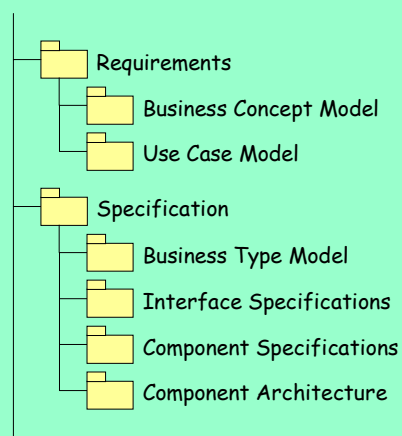 Requirements
Business Concept Model
Use Case Model
Specification
Business Type Model
Interface Specifications
Component Specifications
Component Architecture